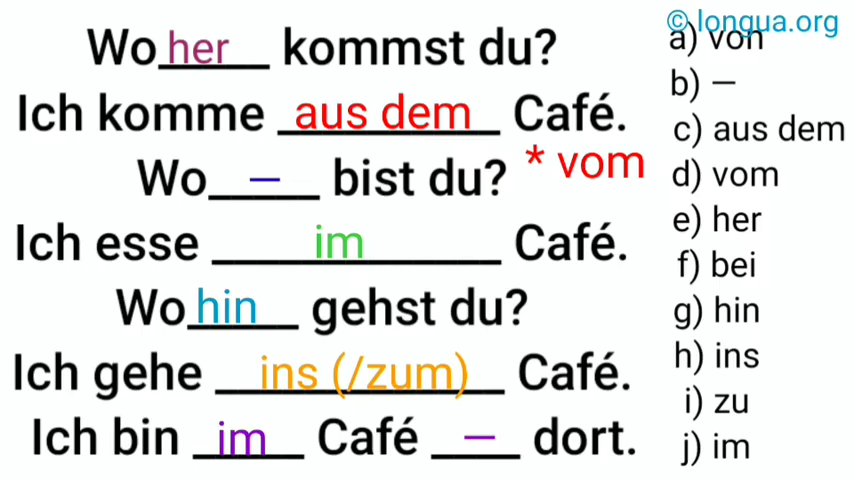 © longua.org
Woher kommst du?
Ich komme aus dem Café.
* vom
Wo_–_ bist du?
Ich esse im Café.
Wohin gehst du?
Ich gehe ins (/zum) Café.
Ich bin im Café – dort.
a) von
b) –
c) aus dem
d) vom
e) her
f) bei
g) hin
h) ins
i) zu
j) im